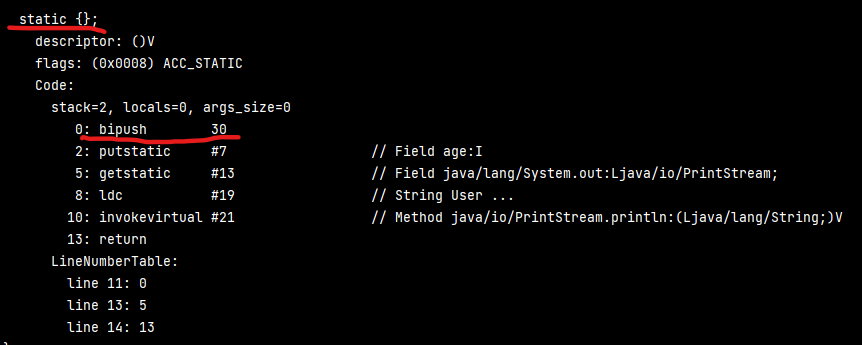 static {};
descriptor: ()V
flags: (0x0008) ACC_STATIC
Code:
stack=2, locals=0, args_size=0
0: bipush        30
2: putstatic     #7                  // Field age:I
5: getstatic     #13                 // Field java/lang/System.out:Ljava/io/PrintStream;
8: ldc           #19                 // String User ...
10: invokevirtual #21                 // Method java/io/PrintStream.println:(Ljava/lang/String;)V
13: return
LineNumberTable:
line 11: 0
line 13: 5
line 14: 13